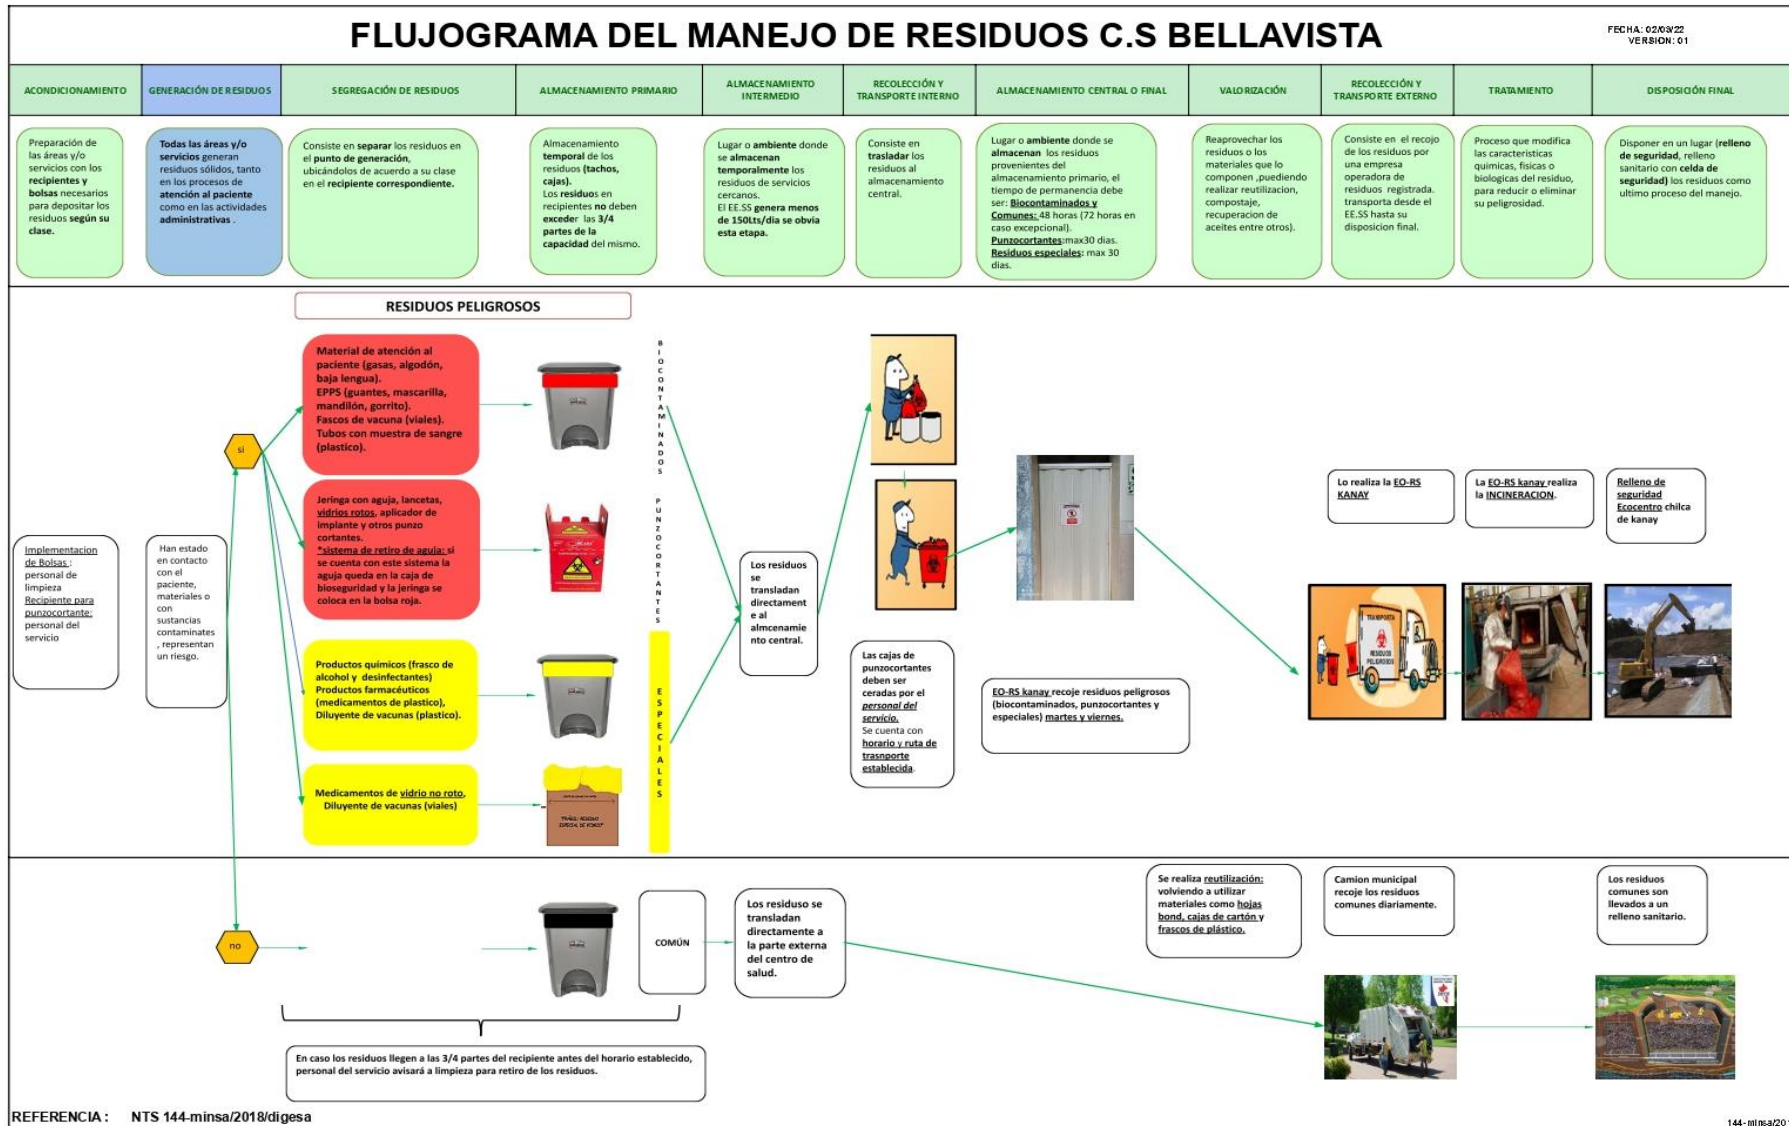 FLUJOGRAMA DEL MANEJO DE RESIDUOS C.S BELLAVISTA
FECHA: 02/09/22
VERSION: 01
ACONDICIONAMIENTO
GENERACIÓN DE RESIDUOS
SEGREGACIÓN DE RESIDUOS
ALMACENAMIENTO PRIMARIO
ALMACENAMIENTO
INTERMEDIO
RECOLECCIÓN Y
TRANSPORTE INTERNO
ALMACENAMIENTO CENTRAL O FINAL
VALORIZACIÓN
RECOLECCIÓN Y
TRANSPORTE EXTERNO
TRATAMIENTO
DISPOSICIÓN FINAL
Preparación de
las áreas y/o
servicios con los
recipientes y
bolsas necesarios
para depositar los
residuos según su
clase.
Todas las áreas y/o
servicios generan
residuos sólidos, tanto
en los procesos de
atención al paciente
como en las actividades
administrativas .
Consiste en separar los residuos en
el punto de generación,
ubicándolos de acuerdo a su clase
en el recipiente correspondiente.
Almacenamiento
temporal de los
residuos (tachos,
cajas).
Los residuos en
recipientes no deben
exceder las 3/4
partes de la
capacidad del mismo.
Lugar o ambiente donde
se almacenan
temporalmente los
residuos de servicios
cercanos.
El EE.SS genera menos
de 150Lts/dia se obvia
esta etapa.
Consiste en
trasladar los
residuos al
almacenamiento
central.
Lugar o ambiente donde se
almacenan los residuos
provenientes del
almacenamiento primario, el
tiempo de permanencia debe
ser: Biocontaminados y
Comunes: 48 horas (72 horas en
caso excepcional).
Punzocortantes:max30 dias.
Residuos especiales: max 30
dias.
Reaprovechar los
residuos o los
materiales que lo
componen ,puediendo
realizar reutilizacion,
compostaje,
recuperacion de
aceites entre otros).
Consiste en el recojo
de los residuos por
una empresa
operadora de
residuos registrada.
transporta desde el
EE.SS hasta su
disposicion final.
Proceso que modifica
las caracteristicas
quimicas, fisicas o
biologicas del residuo,
para reducir o eliminar
su peligrosidad.
Disponer en un lugar (relleno
de seguridad, relleno
sanitario con celda de
seguridad) los residuos como
ultimo proceso del manejo.
RESIDUOS PELIGROSOS
Material de atención al
paciente (gasas, algodón,
baja lengua).
EPPS (guantes, mascarilla,
mandilón, gorrito).
Fascos de vacuna (viales).
Tubos con muestra de sangre
(plastico).
BIOCONTAMINADOS
si
Jeringa con aguja, lancetas,
vidrios rotos, aplicador de
implante y otros punzo
cortantes.
*sistema de retiro de aguja: si
se cuenta con este sistema la
aguja queda en la caja de
bioseguridad y la jeringa se
coloca en la bolsa roja.
PUNZOCORTANTES
Implementacion
de Bolsas :
personal de
limpieza
Recipiente para
punzocortante:
personal del
servicio
Han estado
en contacto
con el
paciente,
materiales o
con
sustancias
contaminates
, representan
un riesgo.
Productos químicos (frasco de
alcohol y desinfectantes)
Productos farmacéuticos
(medicamentos de plastico),
Diluyente de vacunas (plastico).
ESPECIALES
Medicamentos de vidrio no roto,
Diluyente de vacunas (viales)
Los residuos
se
transladan
directament
e al
almcenamie
nto central.
Las cajas de
punzocortantes
deben ser
ceradas por el
personal del
servicio.
Se cuenta con
horario y ruta de
trasnporte
establecida.
EO-RS kanay recoje residuos peligrosos
(biocontaminados, punzocortantes y
especiales) martes y viernes.
Lo realiza la EO-RS
KANAY
La EO-RS kanay realiza
la INCINERACION.
Relleno de
seguridad
Ecocentro chilca
de kanay
TRANSPORTA
RESIDUOS
PELIGROSOS
no
COMÚN
Los residuso se
transladan
directamente a
la parte externa
del centro de
salud.
Se realiza reutilización:
volviendo a utilizar
materiales como hojas
bond, cajas de cartón y
frascos de plástico.
Camion municipal
recoje los residuos
comunes diariamente.
Los residuos
comunes son
llevados a un
relleno sanitario.
En caso los residuos llegen a las 3/4 partes del recipiente antes del horario establecido,
personal del servicio avisará a limpieza para retiro de los residuos.
REFERENCIA : NTS 144-minsa/2018/digesa
144-minsa/201